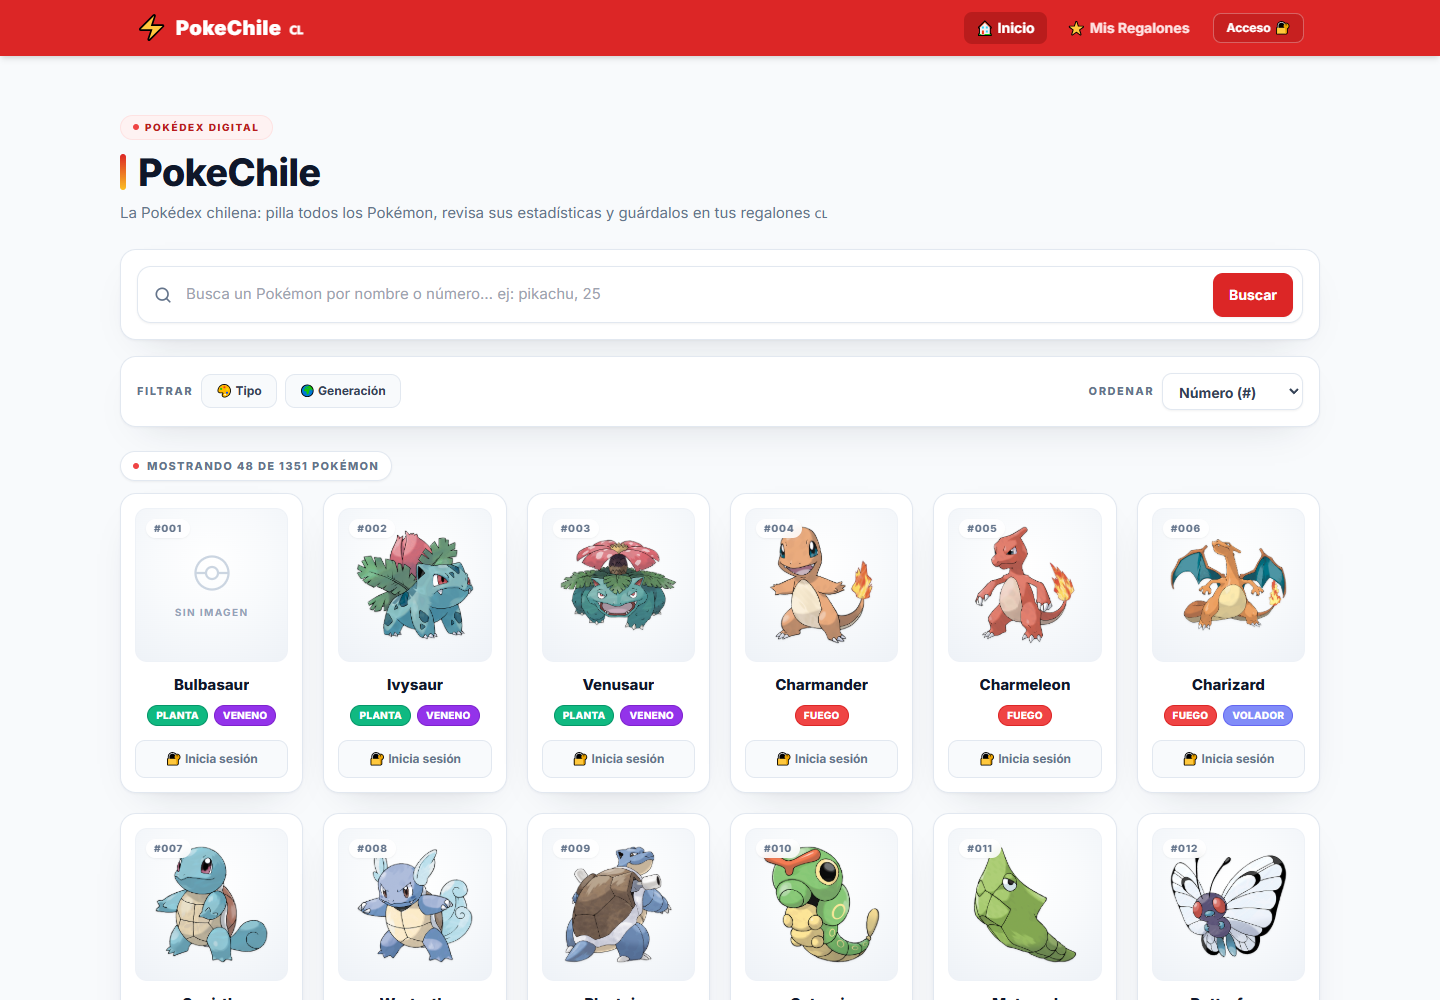 PokeChile CL
Inicio
Mis Regalones
Acceso
POKÉDEX DIGITAL
PokeChile
La Pokédex chilena: pilla todos los Pokémon, revisa sus estadísticas y guárdalos en tus regalones CL
Busca un Pokémon por nombre o número... ej: pikachu, 25
Buscar
FILTRAR
Tipo
Generación
ORDENAR
Número (#)
MOSTRANDO 48 DE 1351 POKÉMON
#001
SIN IMAGEN
Bulbasaur
PLANTA VENENO
Inicia sesión
#002
Ivysaur
PLANTA VENENO
Inicia sesión
#003
Venusaur
PLANTA VENENO
Inicia sesión
#004
Charmander
FUEGO
Inicia sesión
#005
Charmeleon
FUEGO
Inicia sesión
#006
Charizard
FUEGO VOLADOR
Inicia sesión
#007
#008
#009
#010
#011
#012